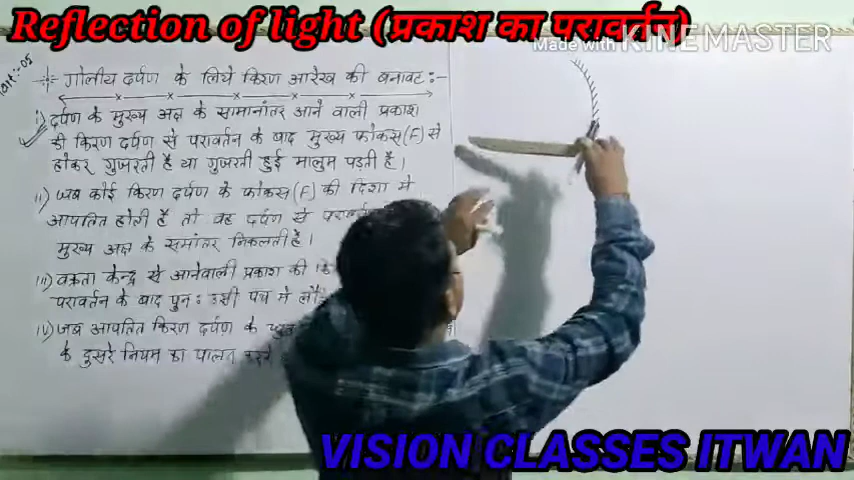 Reflection of light (प्रकाश का परावर्तन)
Made with KINEMASTER
Part:-05
गोलीय दर्पण के लिये किरण आरेख की बनावट :-
i) दर्पण के मुख्य अक्ष के सामानांतर आने वाली प्रकाश
की किरण दर्पण से परावर्तन के बाद मुख्य फोकस (F) से
होकर गुजरती है या गुजरती हुई मालुम पड़ती है।
ii) जब कोई किरण दर्पण के फोकस (F) की दिशा मे
आपतित होती है तो वह दर्पण से
मुख्य अक्ष के समांतर निकलती है।
iii) वक्रता केन्द्र से आनेवाली प्रकाश की
परावर्तन के बाद पुन: उसी पथ मे
iv) जब आपतित किरण दर्पण के
के दुसरे नियम का पालन करते
VISION CLASSES ITWAN